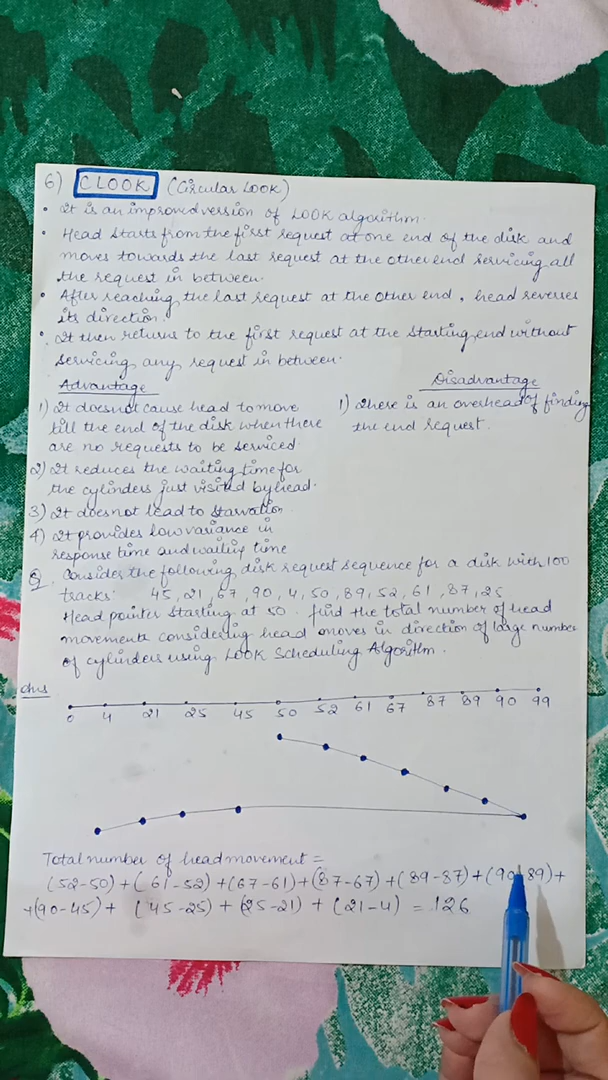 6) CLOOK (Circular LOOK)
• It is an improved version of LOOK algorithm.
• Head starts from the first request at one end of the disk and
moves towards the last request at the other end servicing all
the request in between.
• After reaching the last request at the other end, head reverses
its direction.
• It then returns to the first request at the starting end without
servicing any request in between.
Advantage
1) It does not cause head to move
till the end of the disk when there
are no requests to be serviced
2) It reduces the waiting time for
the cylinders just visited by head.
3) It does not lead to starvation.
4) It provides low variance in
response time and waiting time
Disadvantage
1) There is an overhead of finding
the end request.
Q. Consider the following disk request sequence for a disk with 100
tracks: 45, 21, 67, 90, 4, 50, 89, 52, 61, 87, 25
Head pointer starting at 50. find the total number of head
movements considering head moves in direction of large number
of cylinders using LOOK Scheduling Algorithm.
Ans
0 4 21 25 45 50 52 61 67 87 89 90 99
Total number of head movement =
(52-50) + (61-52) + (67-61) + (87-67) + (89-87) + (90-89) +
+(90-45) + (45-25) + (25-21) + (21-4) = 126